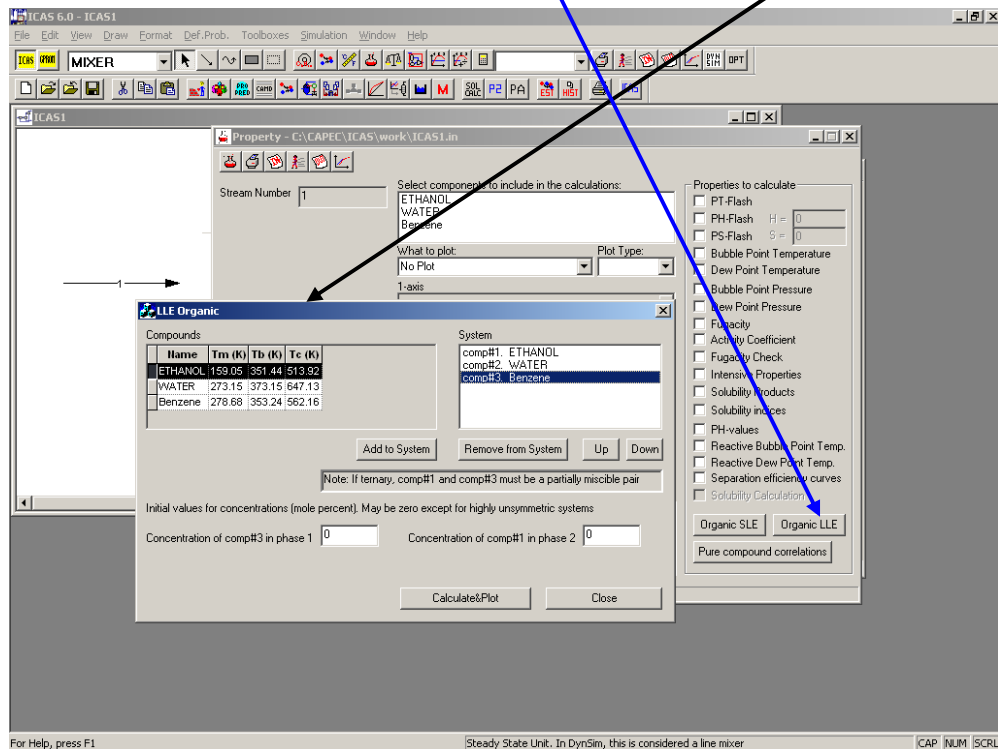 ICAS 6.0 - ICAS1
File Edit View Draw Format Def.Prob. Toolboxes Simulation Window Help
ICAS MIXER DYN SIM OPT
PRO PRED CAMD M SOL CALC P2 PA EST HIST
ICAS1
Property - C:\CAPEC\ICAS\work\ICAS1.in
Stream Number 1
Select components to include in the calculations:
ETHANOL
WATER
Benzene
What to plot: Plot Type:
No Plot
1-axis
1
Properties to calculate
PT-Flash
PH-Flash H = 0
PS-Flash S = 0
Bubble Point Temperature
Dew Point Temperature
Bubble Point Pressure
Dew Point Pressure
Fugacity
Activity Coefficient
Fugacity Check
Intensive Properties
Solubility Products
Solubility indices
PH-values
Reactive Bubble Point Temp.
Reactive Dew Point Temp.
Separation efficiency curves
Solubility Calculation
Organic SLE Organic LLE
Pure compound correlations
LLE Organic
Compounds System
Name Tm (K) Tb (K) Tc (K)
ETHANOL 159.05 351.44 513.92
WATER 273.15 373.15 647.13
Benzene 278.68 353.24 562.16
comp#1. ETHANOL
comp#2. WATER
comp#3. Benzene
Add to System Remove from System Up Down
Note: If ternary, comp#1 and comp#3 must be a partially miscible pair
Initial values for concentrations (mole percent). May be zero except for highly unsymmetric systems
Concentration of comp#3 in phase 1 0 Concentration of comp#1 in phase 2 0
Calculate&Plot Close
For Help, press F1 Steady State Unit. In DynSim, this is considered a line mixer CAP NUM SCRL